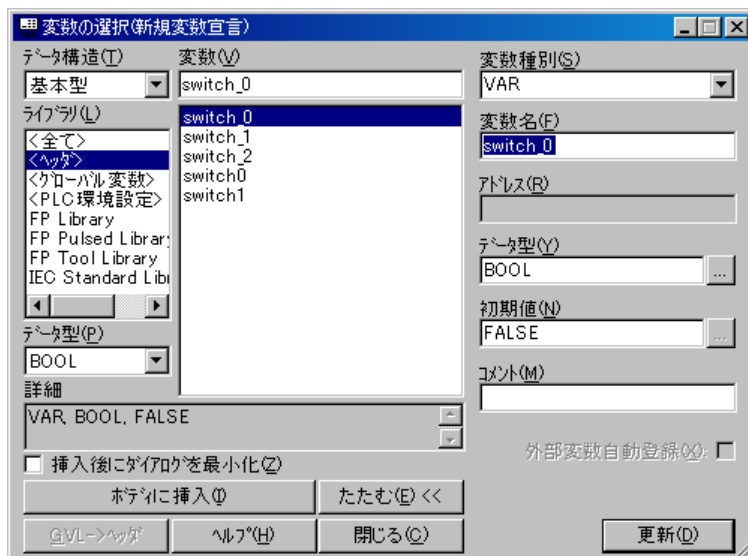 変数の選択(新規変数宣言)
データ構造(T)
基本型
ライブラリ(L)
<全て>
<ヘッダ>
<グローバル変数>
<PLC環境設定>
FP Library
FP Pulsed Library
FP Tool Library
IEC Standard Lib
データ型(P)
BOOL
変数(V)
switch_0
switch_0
switch_1
switch_2
switch0
switch1
詳細
VAR, BOOL, FALSE
挿入後にダイアログを最小化(Z)
ボディに挿入(I)
たたむ(E) <<
GVL->ヘッダ
ヘルプ(H)
閉じる(C)
変数種別(S)
VAR
変数名(F)
switch_0
アドレス(R)
データ型(Y)
BOOL
...
初期値(N)
FALSE
...
コメント(M)
外部変数自動登録(X):
更新(D)